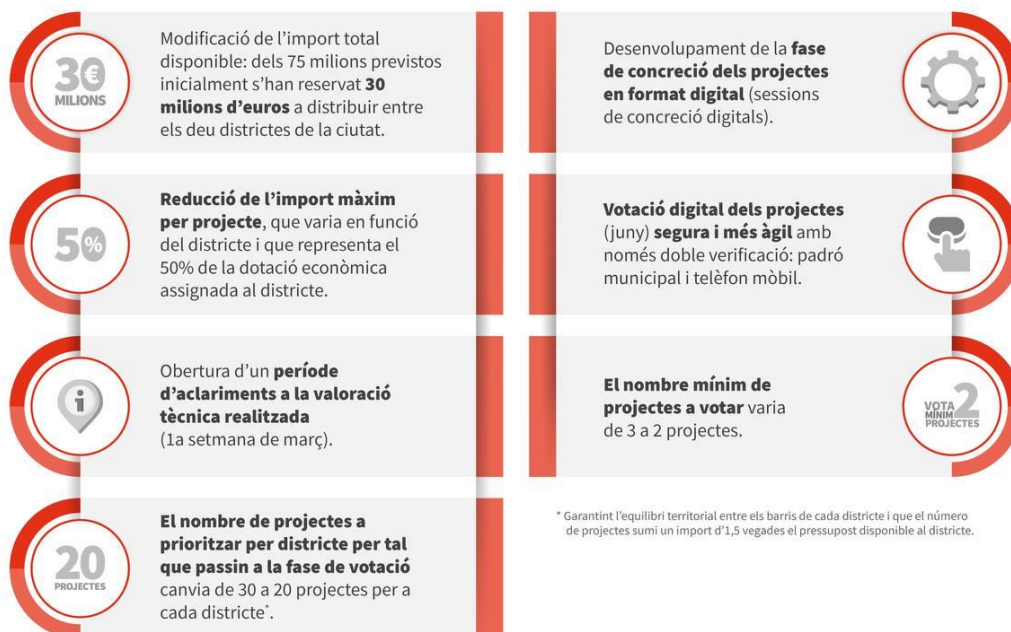 30€
MILIONS
Modificació de l’import total
disponible: dels 75 milions previstos
inicialment s’han reservat 30
milions d’euros a distribuir entre
els deu districtes de la ciutat.
50%
Reducció de l’import màxim
per projecte, que varia en funció
del districte i que representa el
50% de la dotació econòmica
assignada al districte.
i
Obertura d’un període
d’aclariments a la valoració
tècnica realitzada
(1a setmana de març).
20
PROJECTES
El nombre de projectes a
prioritzar per districte per tal
que passin a la fase de votació
canvia de 30 a 20 projectes per a
cada districte*.
Desenvolupament de la fase
de concreció dels projectes
en format digital (sessions
de concreció digitals).
Votació digital dels projectes
(juny) segura i més àgil amb
només doble verificació: padró
municipal i telèfon mòbil.
El nombre mínim de
projectes a votar varia
de 3 a 2 projectes.
VOTA
MÍNIM 2
PROJECTES
* Garantint l’equilibri territorial entre els barris de cada districte i que el número
de projectes sumi un import d’1,5 vegades el pressupost disponible al districte.